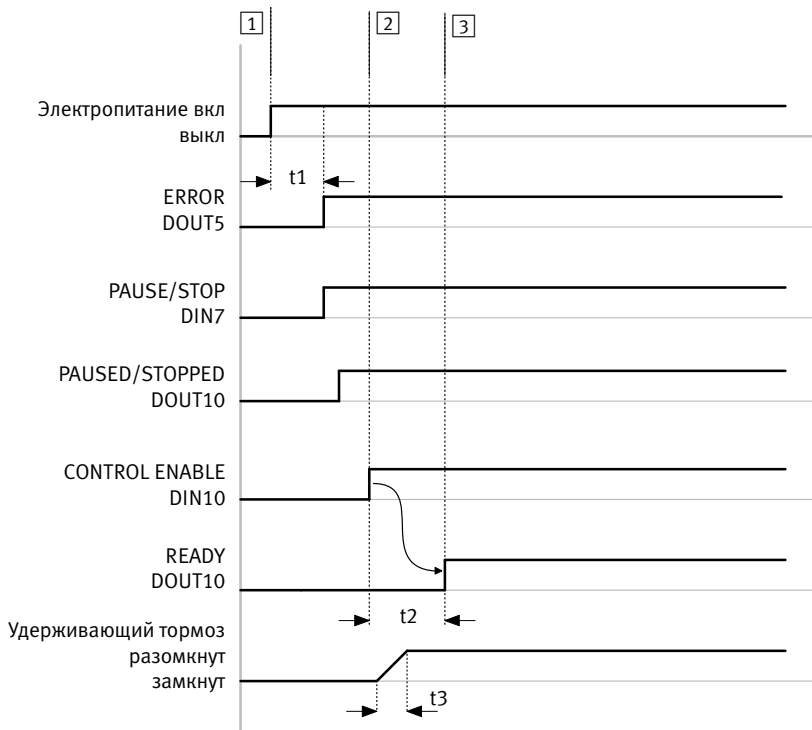 1 2 3
Электропитание вкл
выкл
t1
ERROR
DOUT5
PAUSE/STOP
DIN7
PAUSED/STOPPED
DOUT10
CONTROL ENABLE
DIN10
READY
DOUT10
t2
Удерживающий тормоз
разомкнут
замкнут
t3